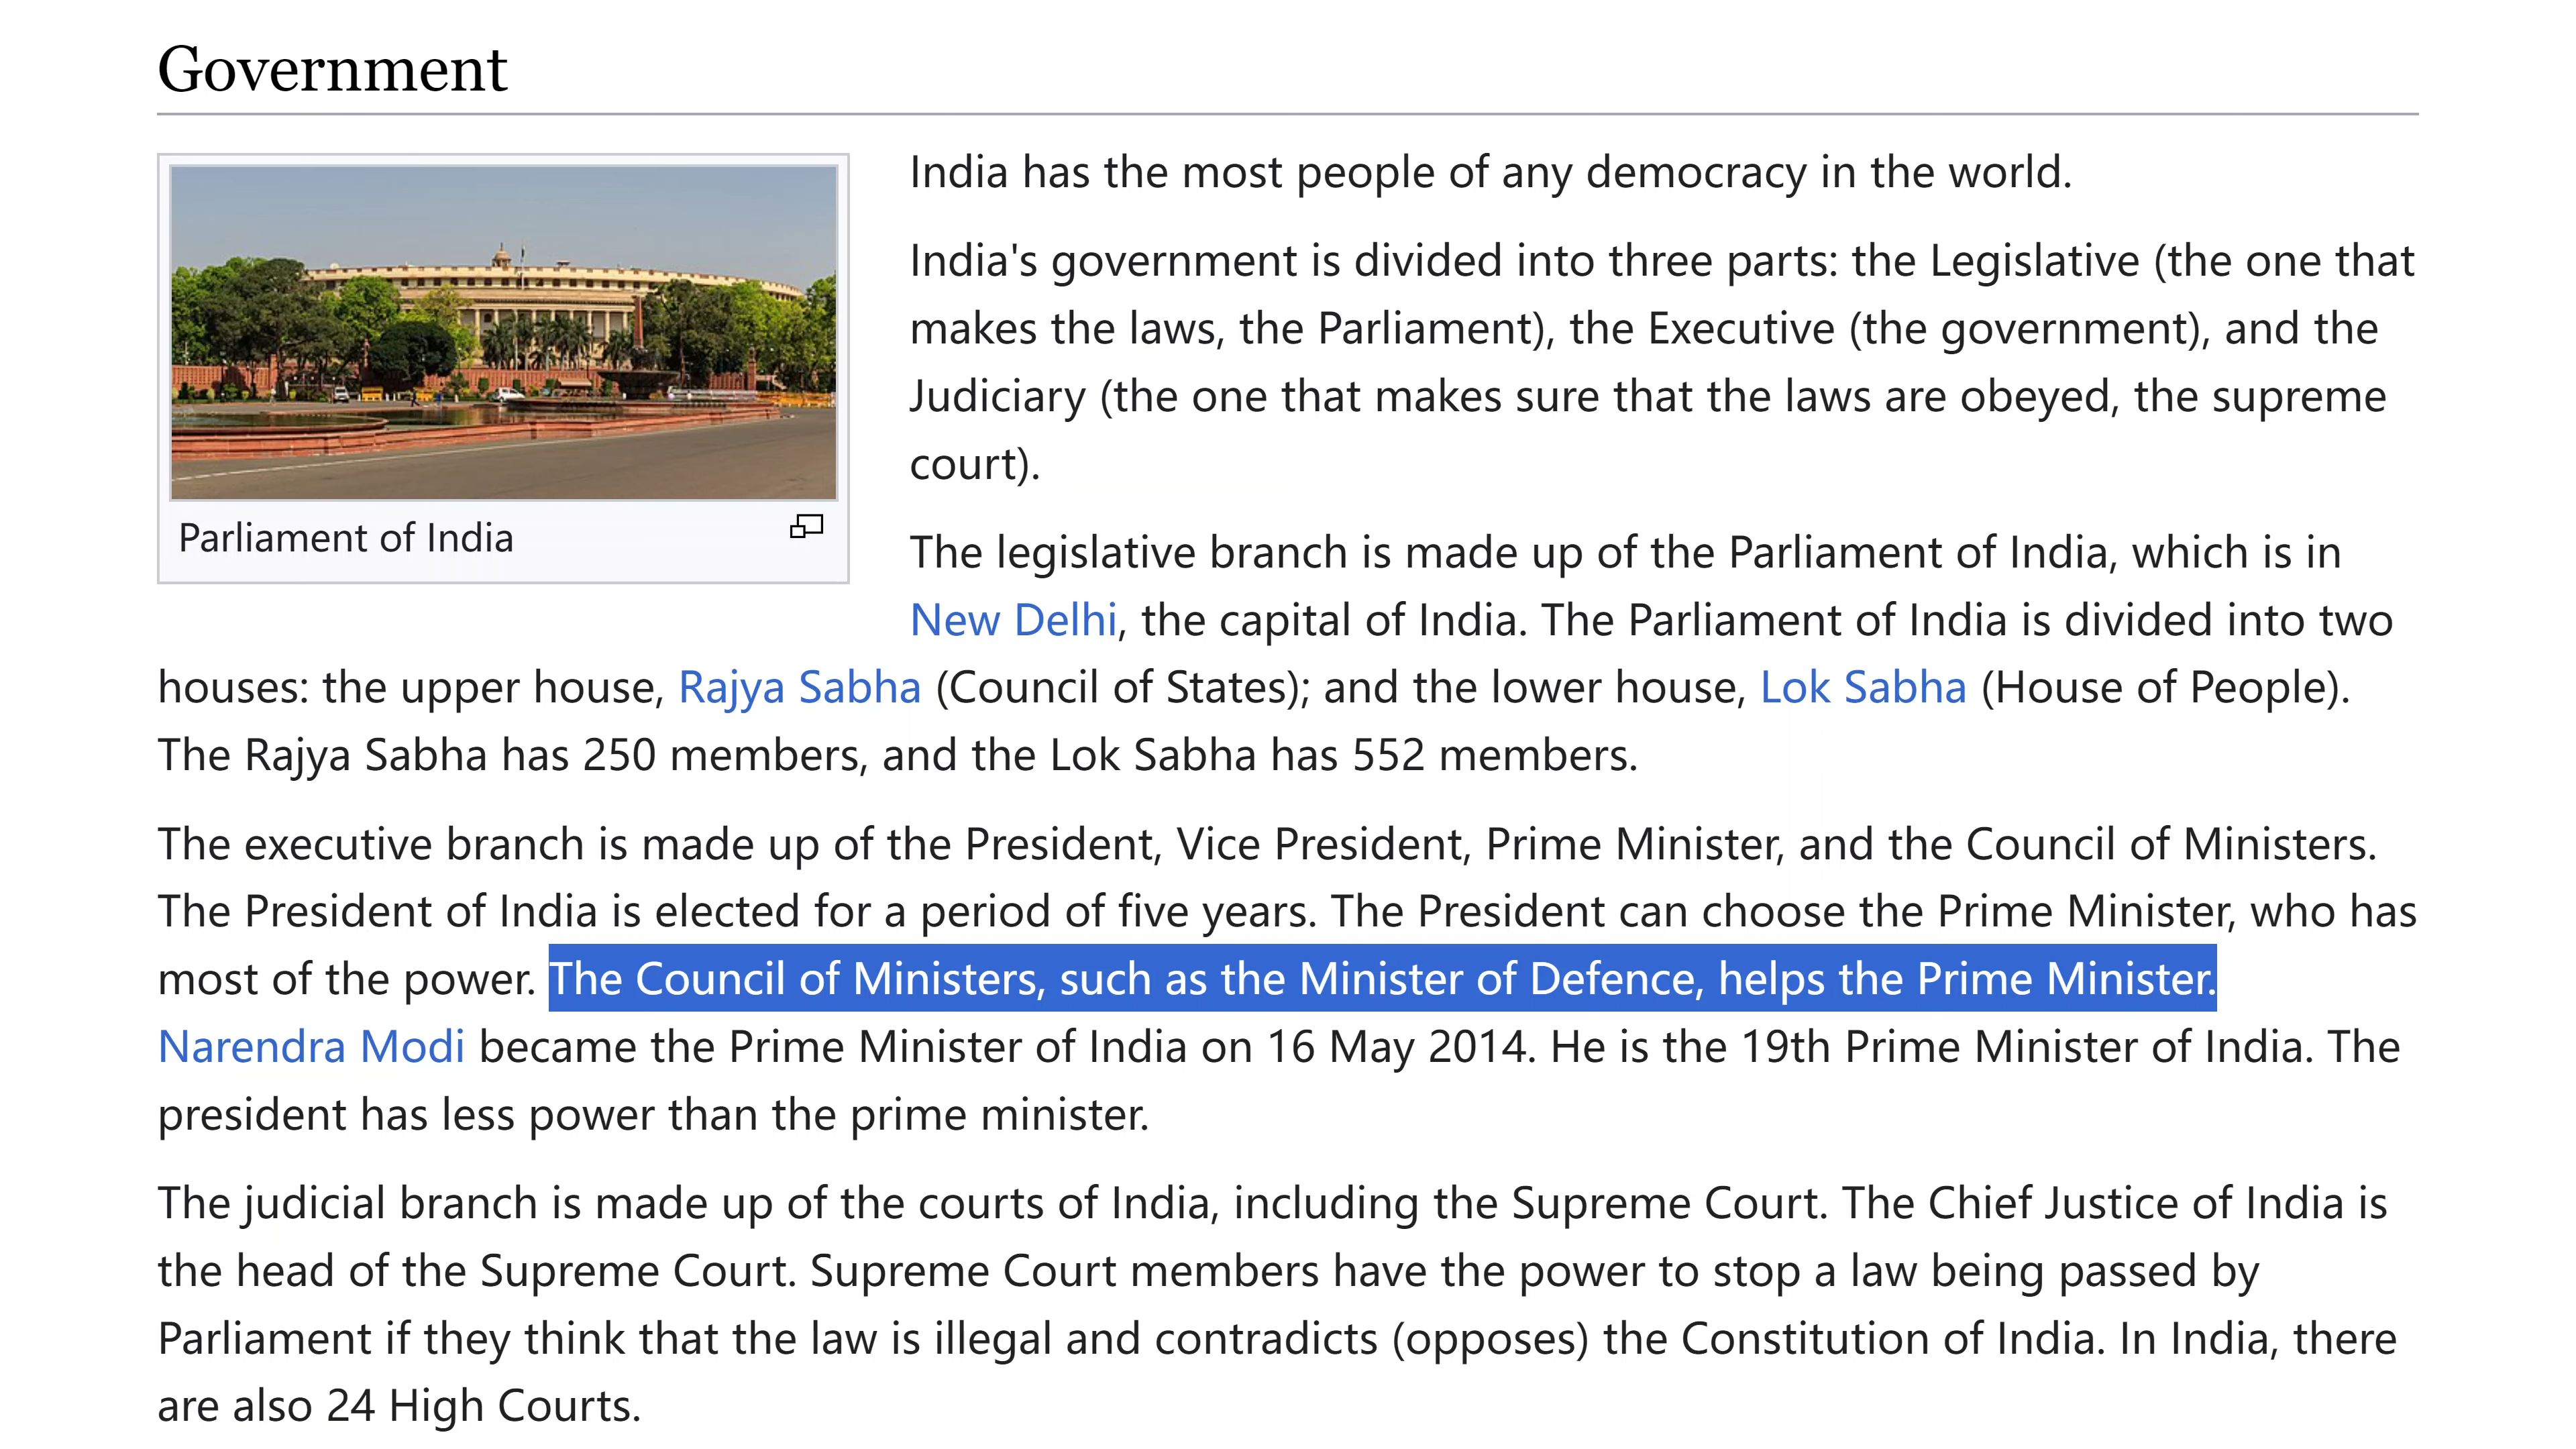 Government
India has the most people of any democracy in the world.
India's government is divided into three parts: the Legislative (the one that
makes the laws, the Parliament), the Executive (the government), and the
Judiciary (the one that makes sure that the laws are obeyed, the supreme
court).
Parliament of India
The legislative branch is made up of the Parliament of India, which is in
New Delhi, the capital of India. The Parliament of India is divided into two
houses: the upper house, Rajya Sabha (Council of States); and the lower house, Lok Sabha (House of People).
The Rajya Sabha has 250 members, and the Lok Sabha has 552 members.
The executive branch is made up of the President, Vice President, Prime Minister, and the Council of Ministers.
The President of India is elected for a period of five years. The President can choose the Prime Minister, who has
most of the power. The Council of Ministers, such as the Minister of Defence, helps the Prime Minister.
Narendra Modi became the Prime Minister of India on 16 May 2014. He is the 19th Prime Minister of India. The
president has less power than the prime minister.
The judicial branch is made up of the courts of India, including the Supreme Court. The Chief Justice of India is
the head of the Supreme Court. Supreme Court members have the power to stop a law being passed by
Parliament if they think that the law is illegal and contradicts (opposes) the Constitution of India. In India, there
are also 24 High Courts.